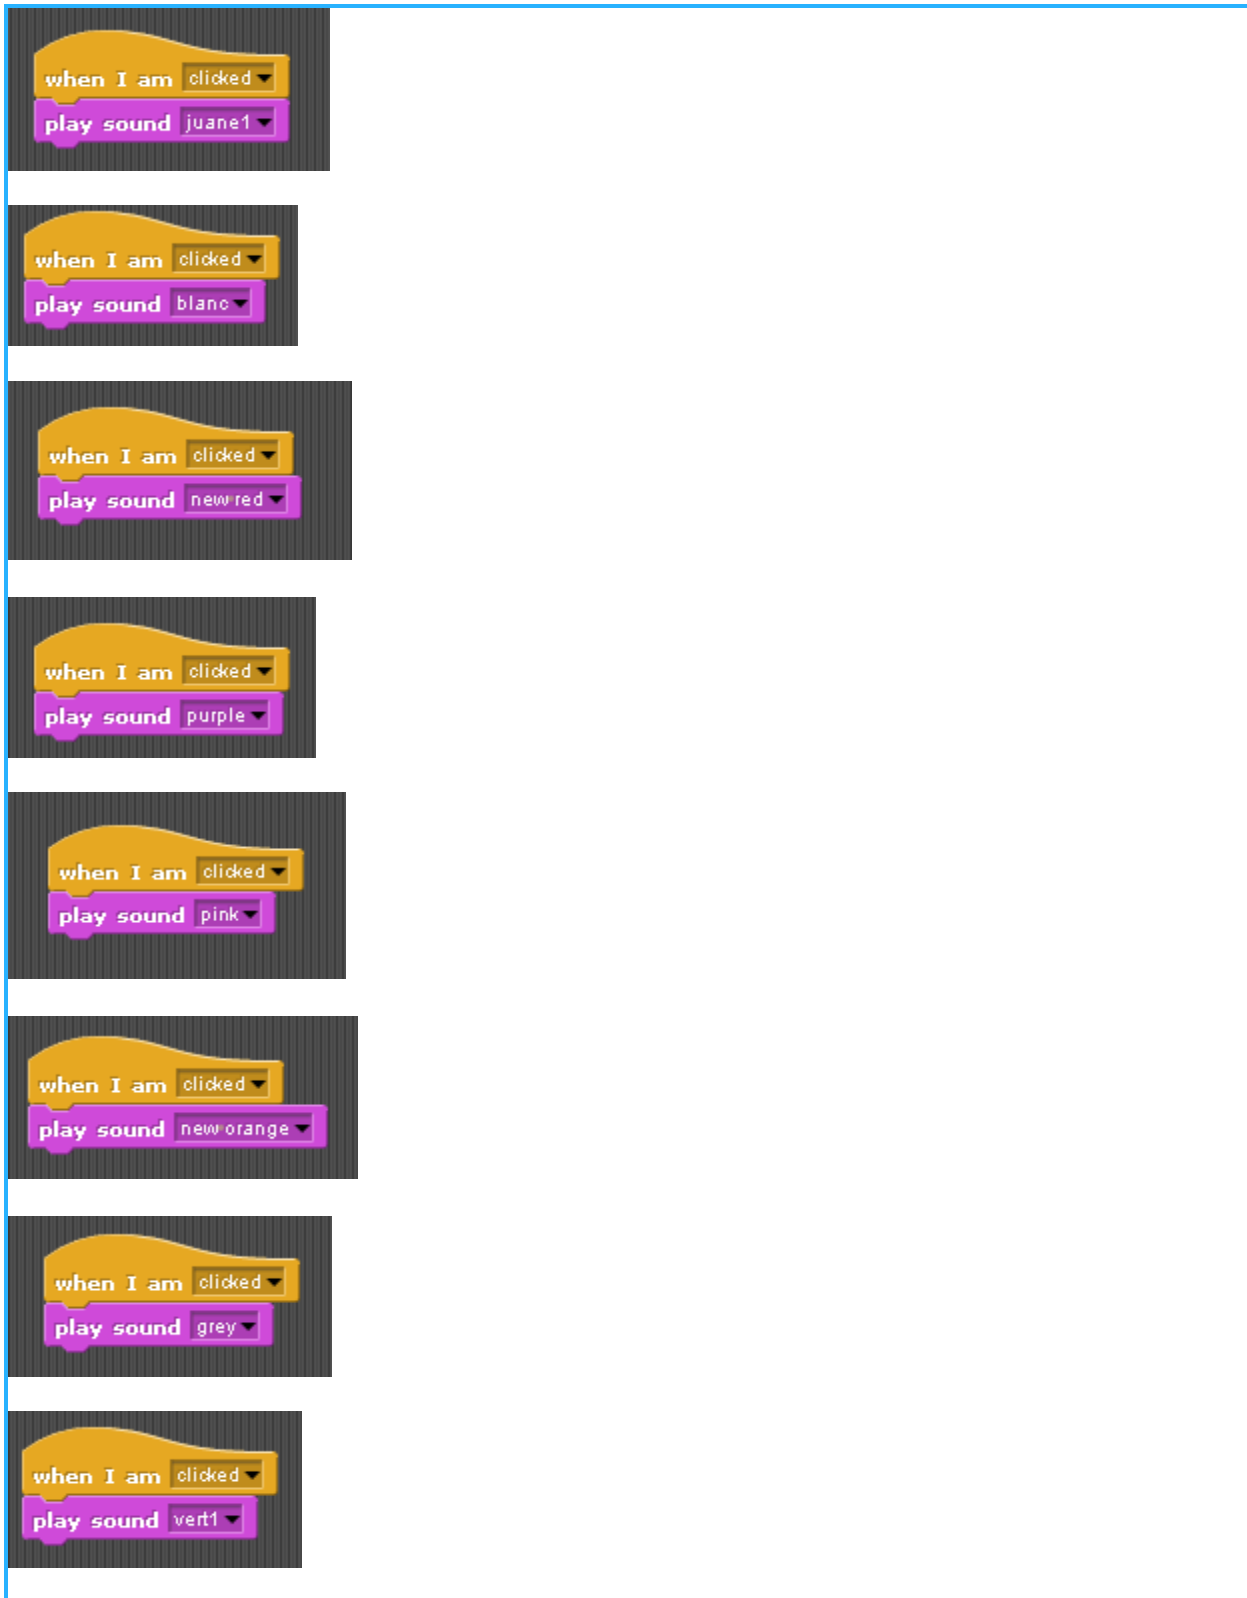 when I am clicked
play sound juane1
when I am clicked
play sound blanc
when I am clicked
play sound new red
when I am clicked
play sound purple
when I am clicked
play sound pink
when I am clicked
play sound new orange
when I am clicked
play sound grey
when I am clicked
play sound vert1